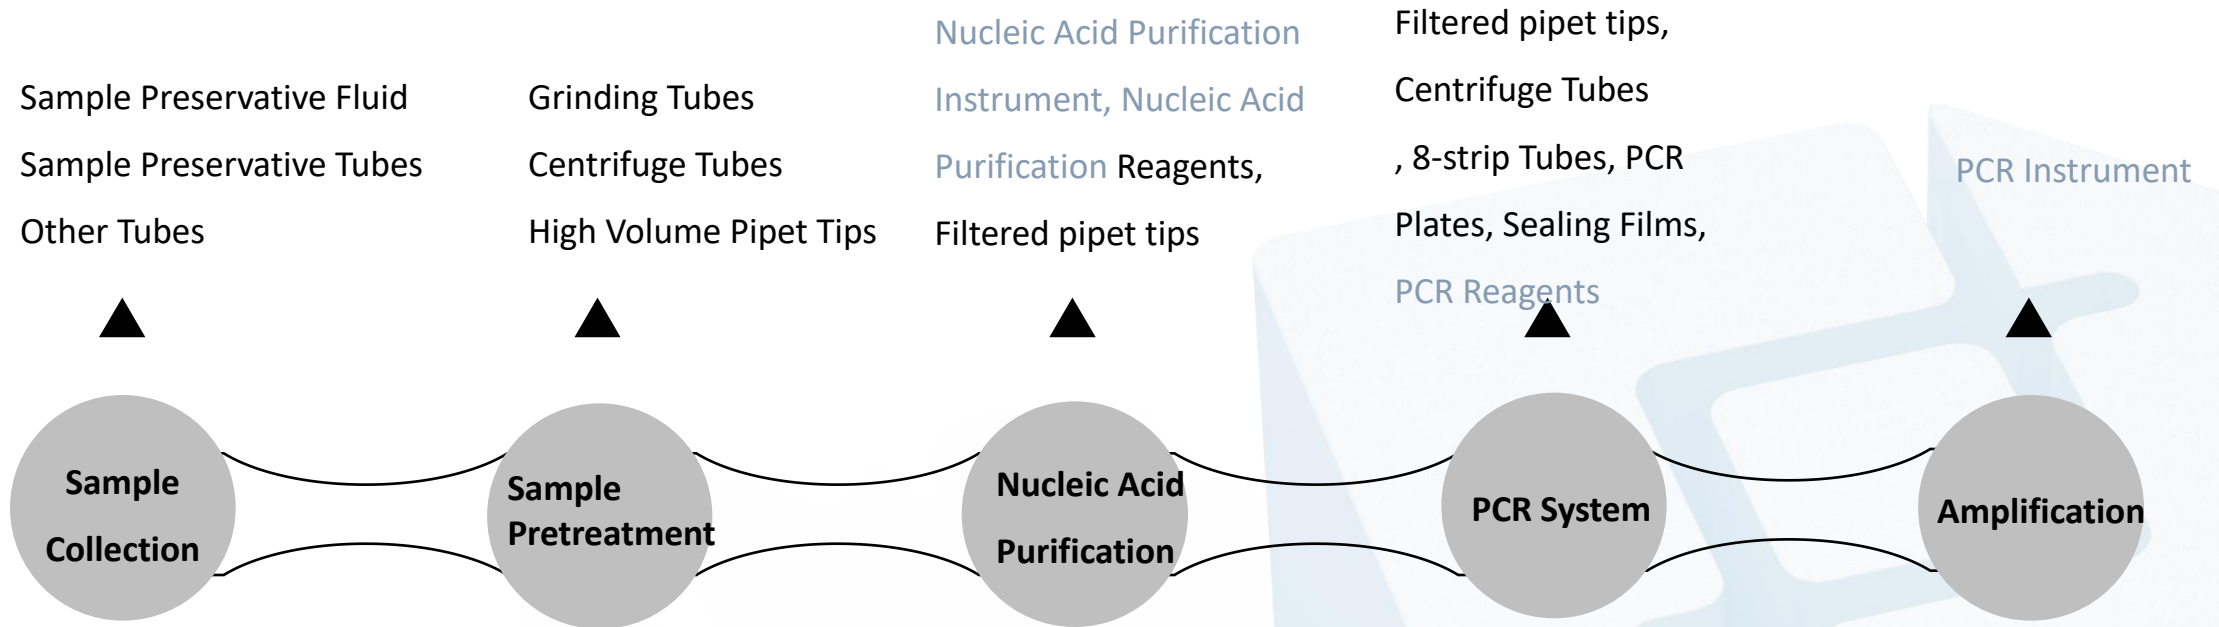 Sample Preservative Fluid
Sample Preservative Tubes
Other Tubes
Grinding Tubes
Centrifuge Tubes
High Volume Pipet Tips
Nucleic Acid Purification
Instrument, Nucleic Acid
Purification Reagents,
Filtered pipet tips
Filtered pipet tips,
Centrifuge Tubes
, 8-strip Tubes, PCR
Plates, Sealing Films,
PCR Reagents
PCR Instrument
Sample
Collection
Sample
Pretreatment
Nucleic Acid
Purification
PCR System
Amplification